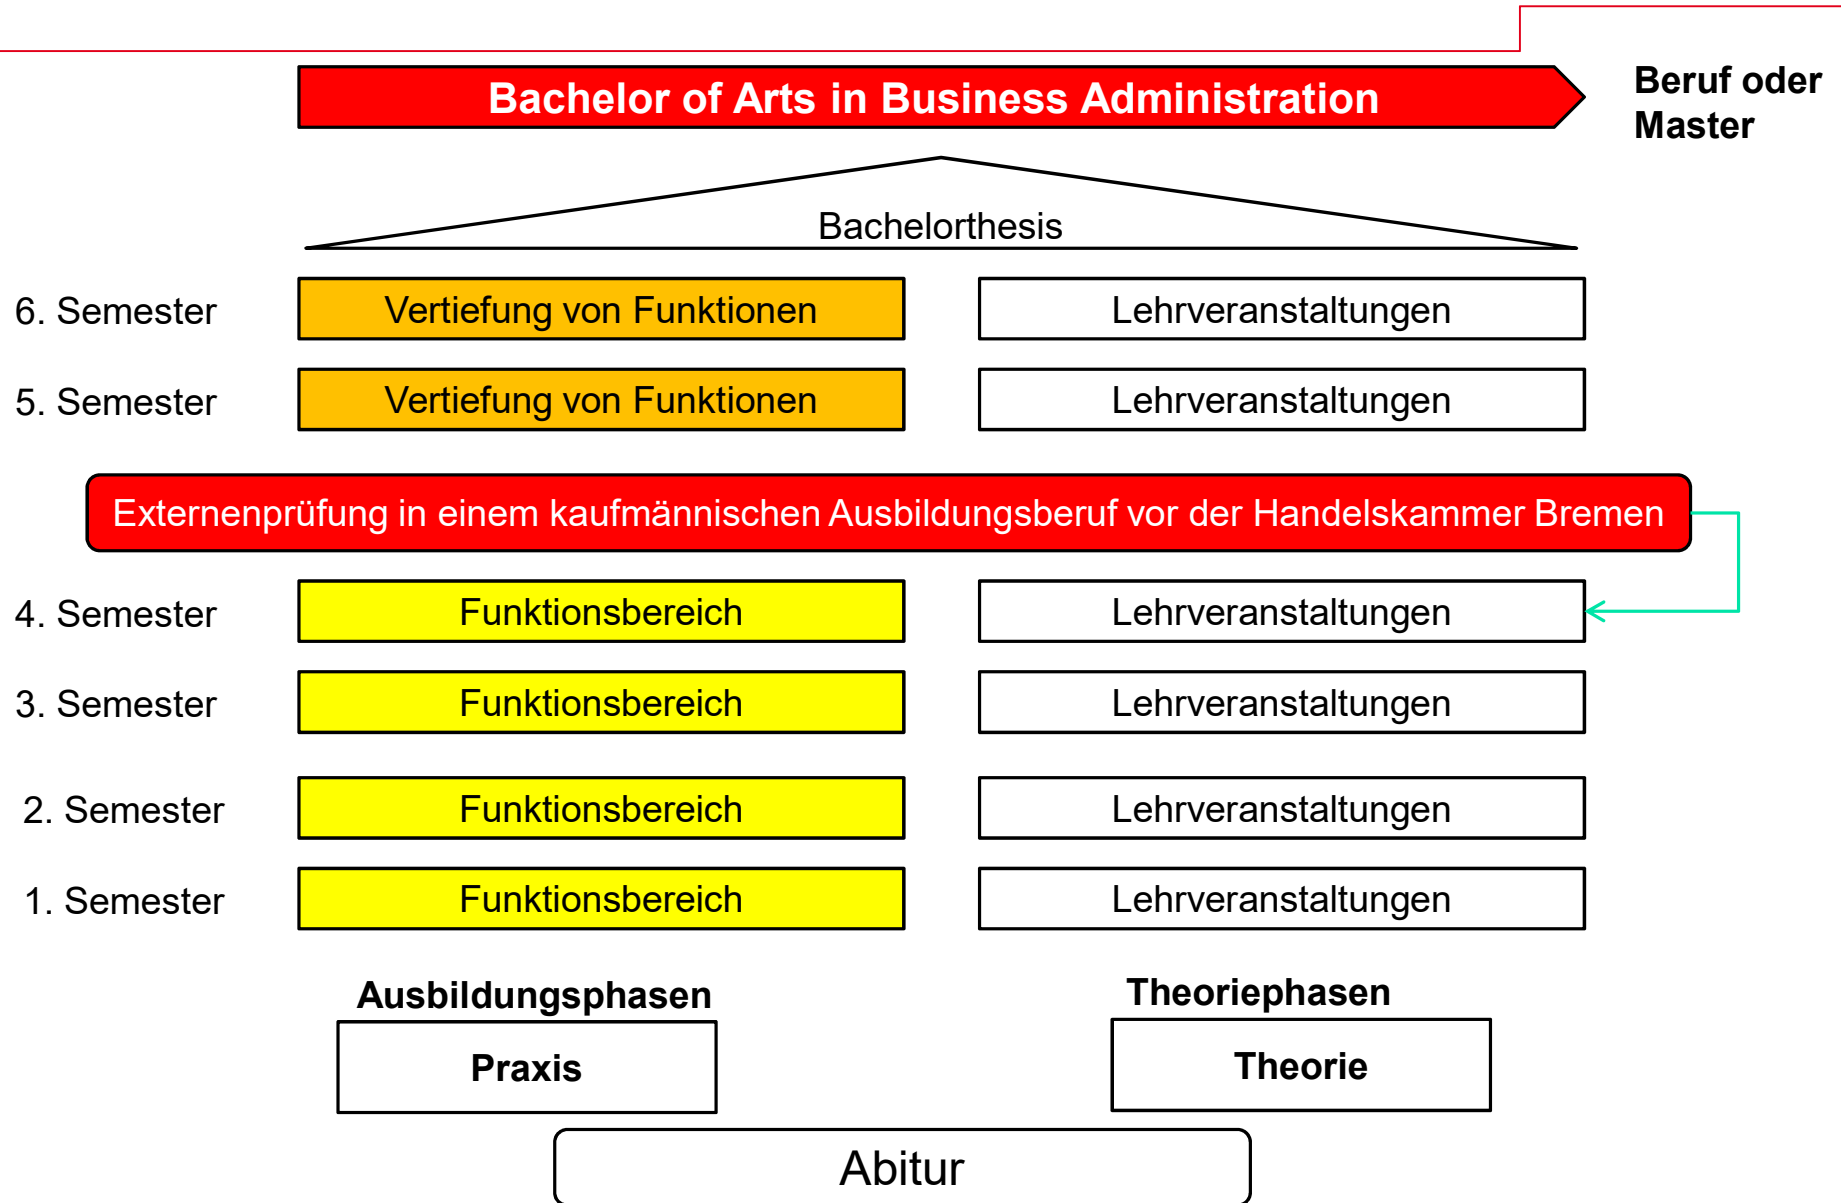 Bachelor of Arts in Business Administration
Beruf oder
Master
Bachelorthesis
6. Semester
Vertiefung von Funktionen
Lehrveranstaltungen
5. Semester
Vertiefung von Funktionen
Lehrveranstaltungen
Externenprüfung in einem kaufmännischen Ausbildungsberuf vor der Handelskammer Bremen
4. Semester
Funktionsbereich
Lehrveranstaltungen
3. Semester
Funktionsbereich
Lehrveranstaltungen
2. Semester
Funktionsbereich
Lehrveranstaltungen
1. Semester
Funktionsbereich
Lehrveranstaltungen
Ausbildungsphasen
Theoriephasen
Praxis
Theorie
Abitur